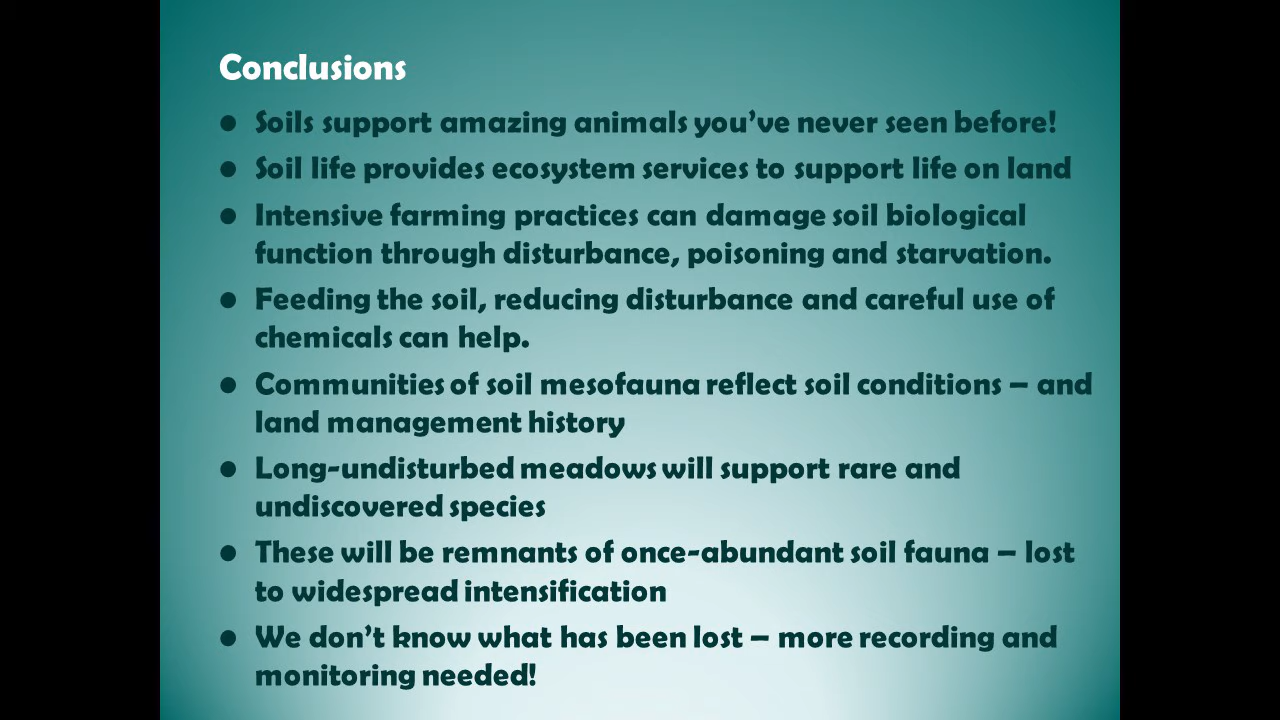 Conclusions
• Soils support amazing animals you've never seen before!
• Soil life provides ecosystem services to support life on land
• Intensive farming practices can damage soil biological
function through disturbance, poisoning and starvation.
• Feeding the soil, reducing disturbance and careful use of
chemicals can help.
• Communities of soil mesofauna reflect soil conditions – and
land management history
• Long-undisturbed meadows will support rare and
undiscovered species
• These will be remnants of once-abundant soil fauna – lost
to widespread intensification
• We don't know what has been lost – more recording and
monitoring needed!